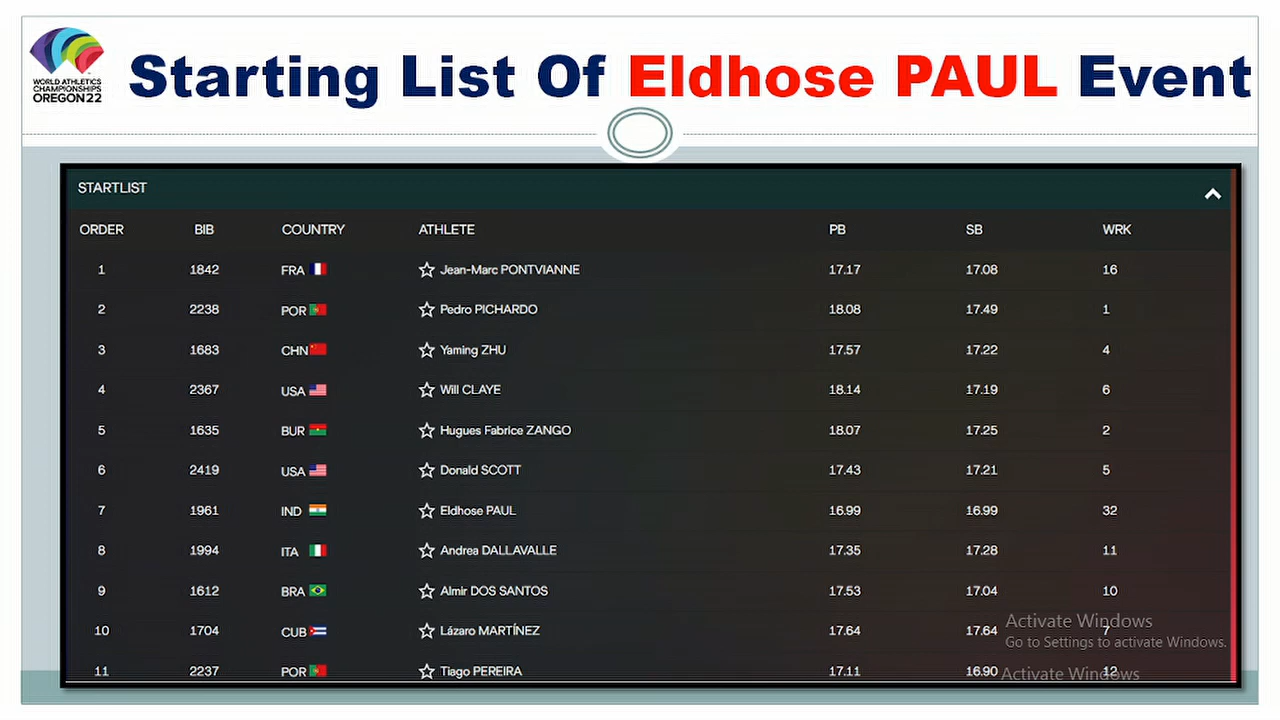 WORLD ATHLETICS
CHAMPIONSHIPS
OREGON22
Starting List Of Eldhose PAUL Event
STARTLIST
ORDER BIB COUNTRY ATHLETE PB SB WRK
1 1842 FRA Jean-Marc PONTVIANNE 17.17 17.08 16
2 2238 POR Pedro PICHARDO 18.08 17.49 1
3 1683 CHN Yaming ZHU 17.57 17.22 4
4 2367 USA Will CLAYE 18.14 17.19 6
5 1635 BUR Hugues Fabrice ZANGO 18.07 17.25 2
6 2419 USA Donald SCOTT 17.43 17.21 5
7 1961 IND Eldhose PAUL 16.99 16.99 32
8 1994 ITA Andrea DALLAVALLE 17.35 17.28 11
9 1612 BRA Almir DOS SANTOS 17.53 17.04 10
Activate Windows
10 1704 CUB Lázaro MARTÍNEZ 17.64 17.64 7
Go to Settings to activate Windows.
11 2237 POR Tiago PEREIRA 17.11 16.90 12
Activate Windows